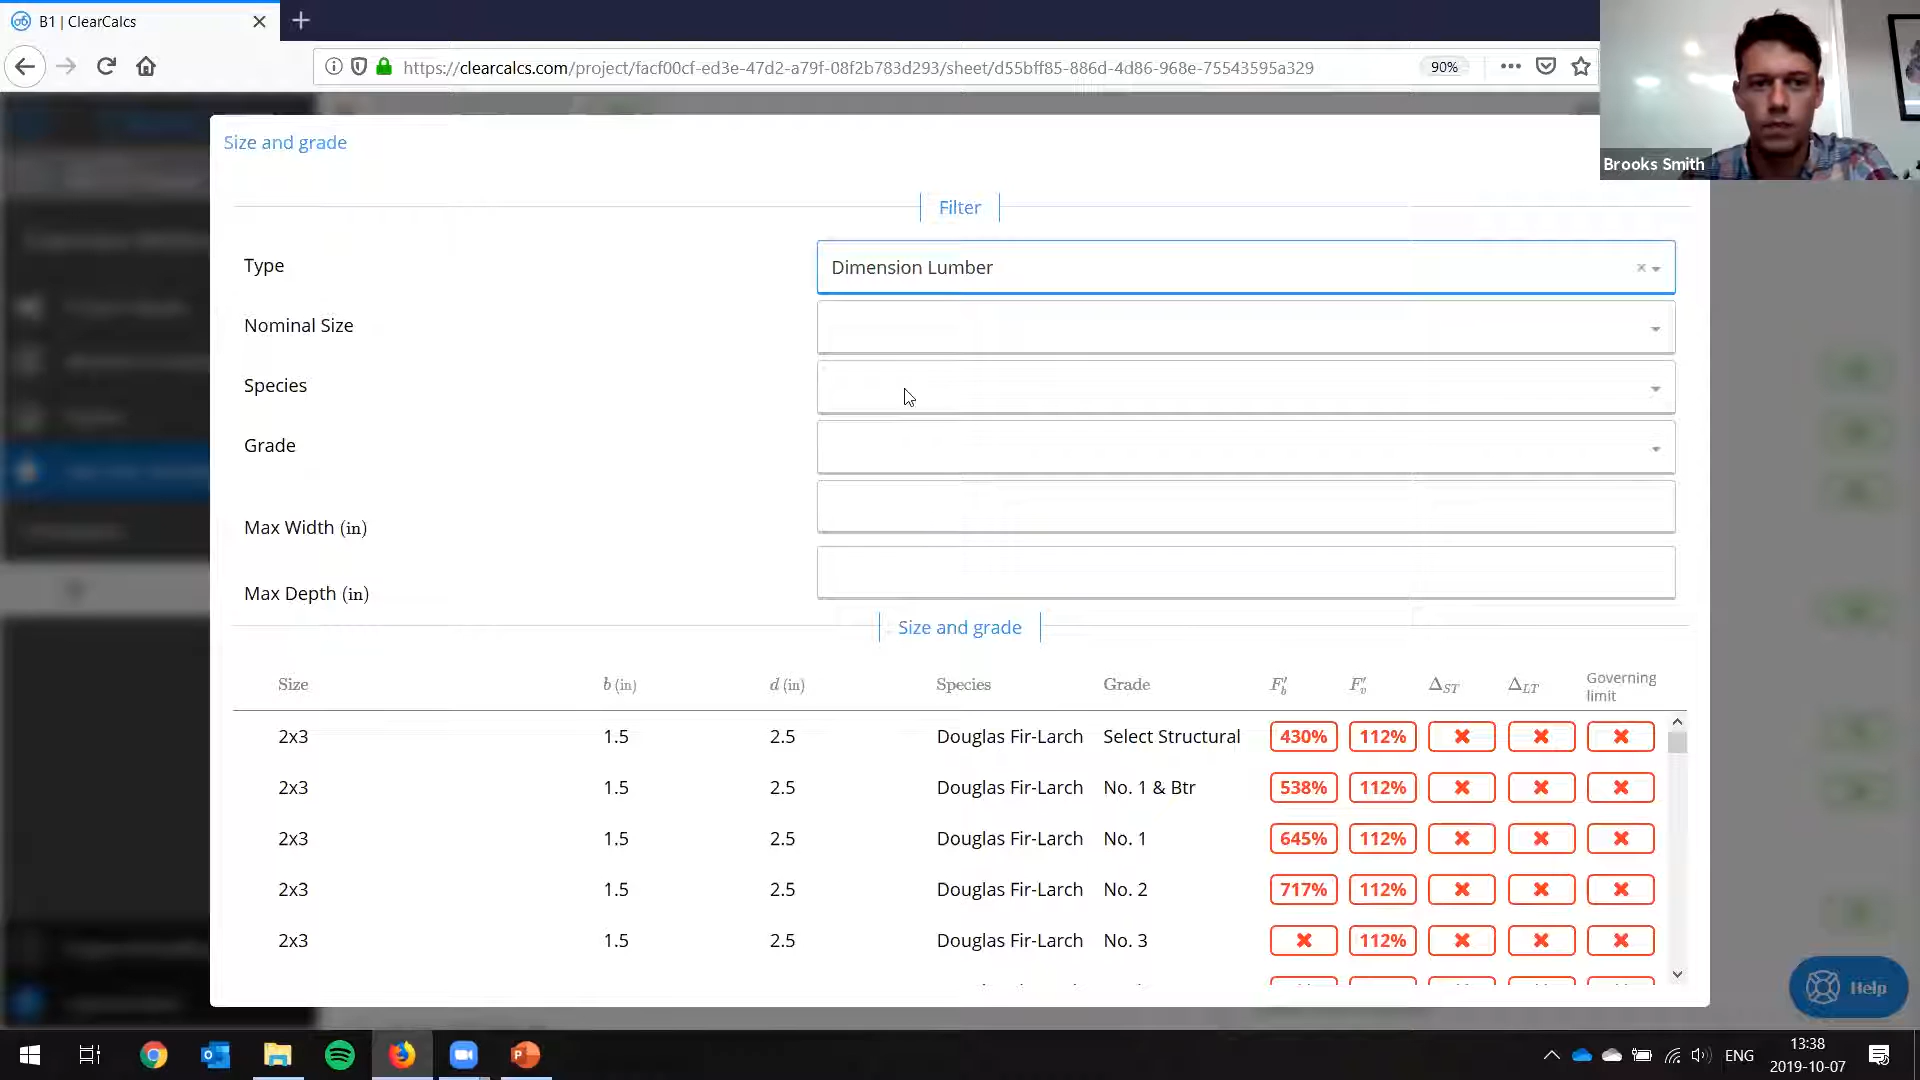 B1 | ClearCalcs
https://clearcalcs.com/project/facf00cf-ed3e-47d2-a79f-08f2b783d293/sheet/d55bff85-886d-4d86-968e-75543595a329
90%
Brooks Smith
Size and grade
Filter
Type
Dimension Lumber
Nominal Size
Species
Grade
Max Width (in)
Max Depth (in)
Size and grade
Size b (in) d (in) Species Grade F'b F'v ΔST ΔLT Governing limit
2x3 1.5 2.5 Douglas Fir-Larch Select Structural 430% 112%
2x3 1.5 2.5 Douglas Fir-Larch No. 1 & Btr 538% 112%
2x3 1.5 2.5 Douglas Fir-Larch No. 1 645% 112%
2x3 1.5 2.5 Douglas Fir-Larch No. 2 717% 112%
2x3 1.5 2.5 Douglas Fir-Larch No. 3 112%
Help
ENG
13:38
2019-10-07